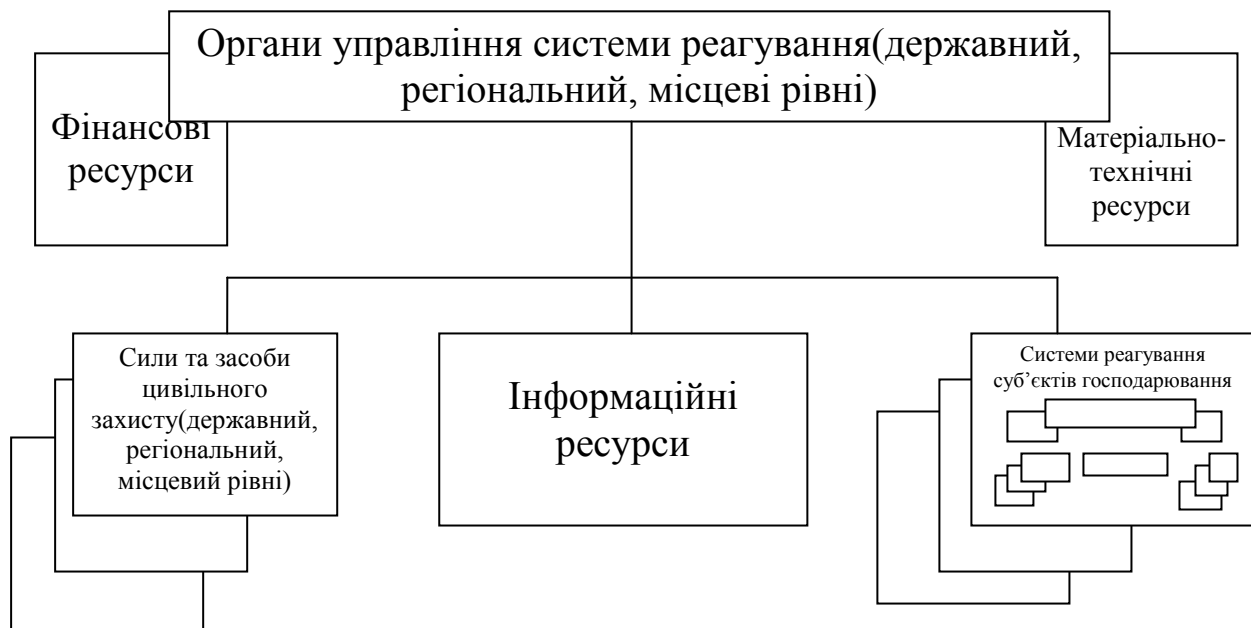 Органи управління системи реагування(державний,
регіональний, місцеві рівні)
Фінансові
ресурси
Матеріально-
технічні
ресурси
Сили та засоби
цивільного
захисту(державний,
регіональний,
місцевий рівні)
Інформаційні
ресурси
Системи реагування
суб’єктів господарювання